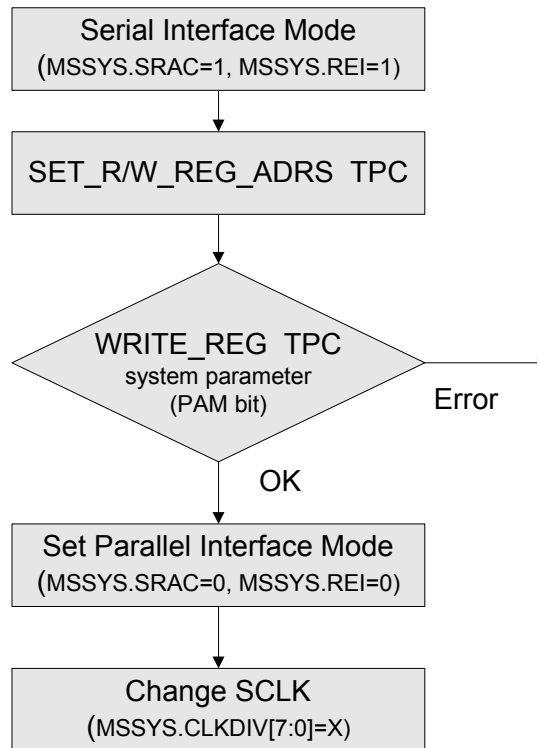 Serial Interface Mode
(MSSYS.SRAC=1, MSSYS.REI=1)
SET_R/W_REG_ADRS TPC
WRITE_REG TPC
system parameter
(PAM bit)
Error
OK
Set Parallel Interface Mode
(MSSYS.SRAC=0, MSSYS.REI=0)
Change SCLK
(MSSYS.CLKDIV[7:0]=X)